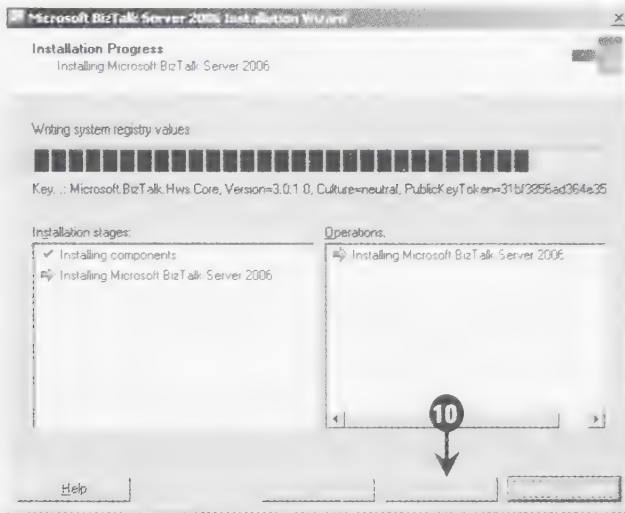 Microsoft BizTalk Server 2006 Installation Wizard
Installation Progress
Installing Microsoft BizTalk Server 2006
Writing system registry values
Key...: Microsoft.BizTalk.Hws.Core, Version=3.0.1.0, Culture=neutral, PublicKeyToken=31bf3856ad364e35
Installation stages:
Operations:
Installing components
Installing Microsoft BizTalk Server 2006
Installing Microsoft BizTalk Server 2006
10
Help